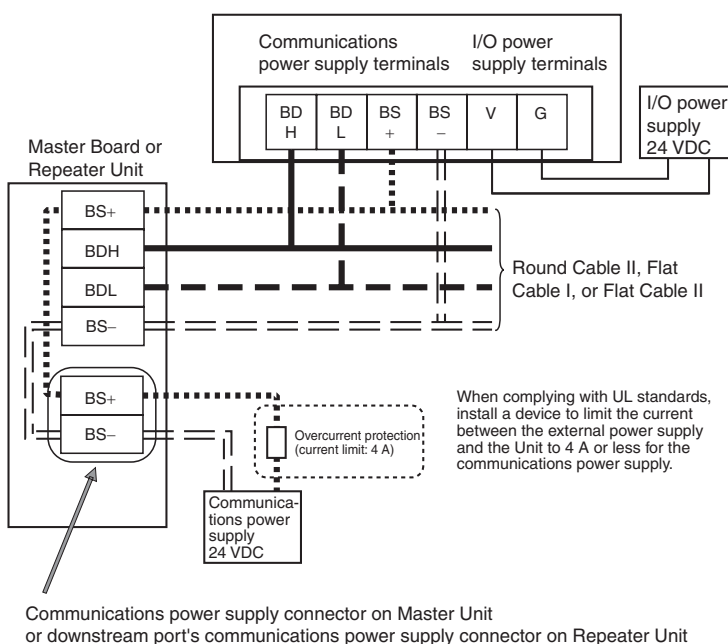 Communications
power supply terminals
I/O power
supply terminals
BD
H
BD
L
BS
+
BS
−
V
G
I/O power
supply
24 VDC
Master Board or
Repeater Unit
BS+
BDH
BDL
BS−
Round Cable II, Flat
Cable I, or Flat Cable II
BS+
BS−
Overcurrent protection
(current limit: 4 A)
When complying with UL standards,
install a device to limit the current
between the external power supply
and the Unit to 4 A or less for the
communications power supply.
Communica-
tions power
supply
24 VDC
Communications power supply connector on Master Unit
or downstream port's communications power supply connector on Repeater Unit